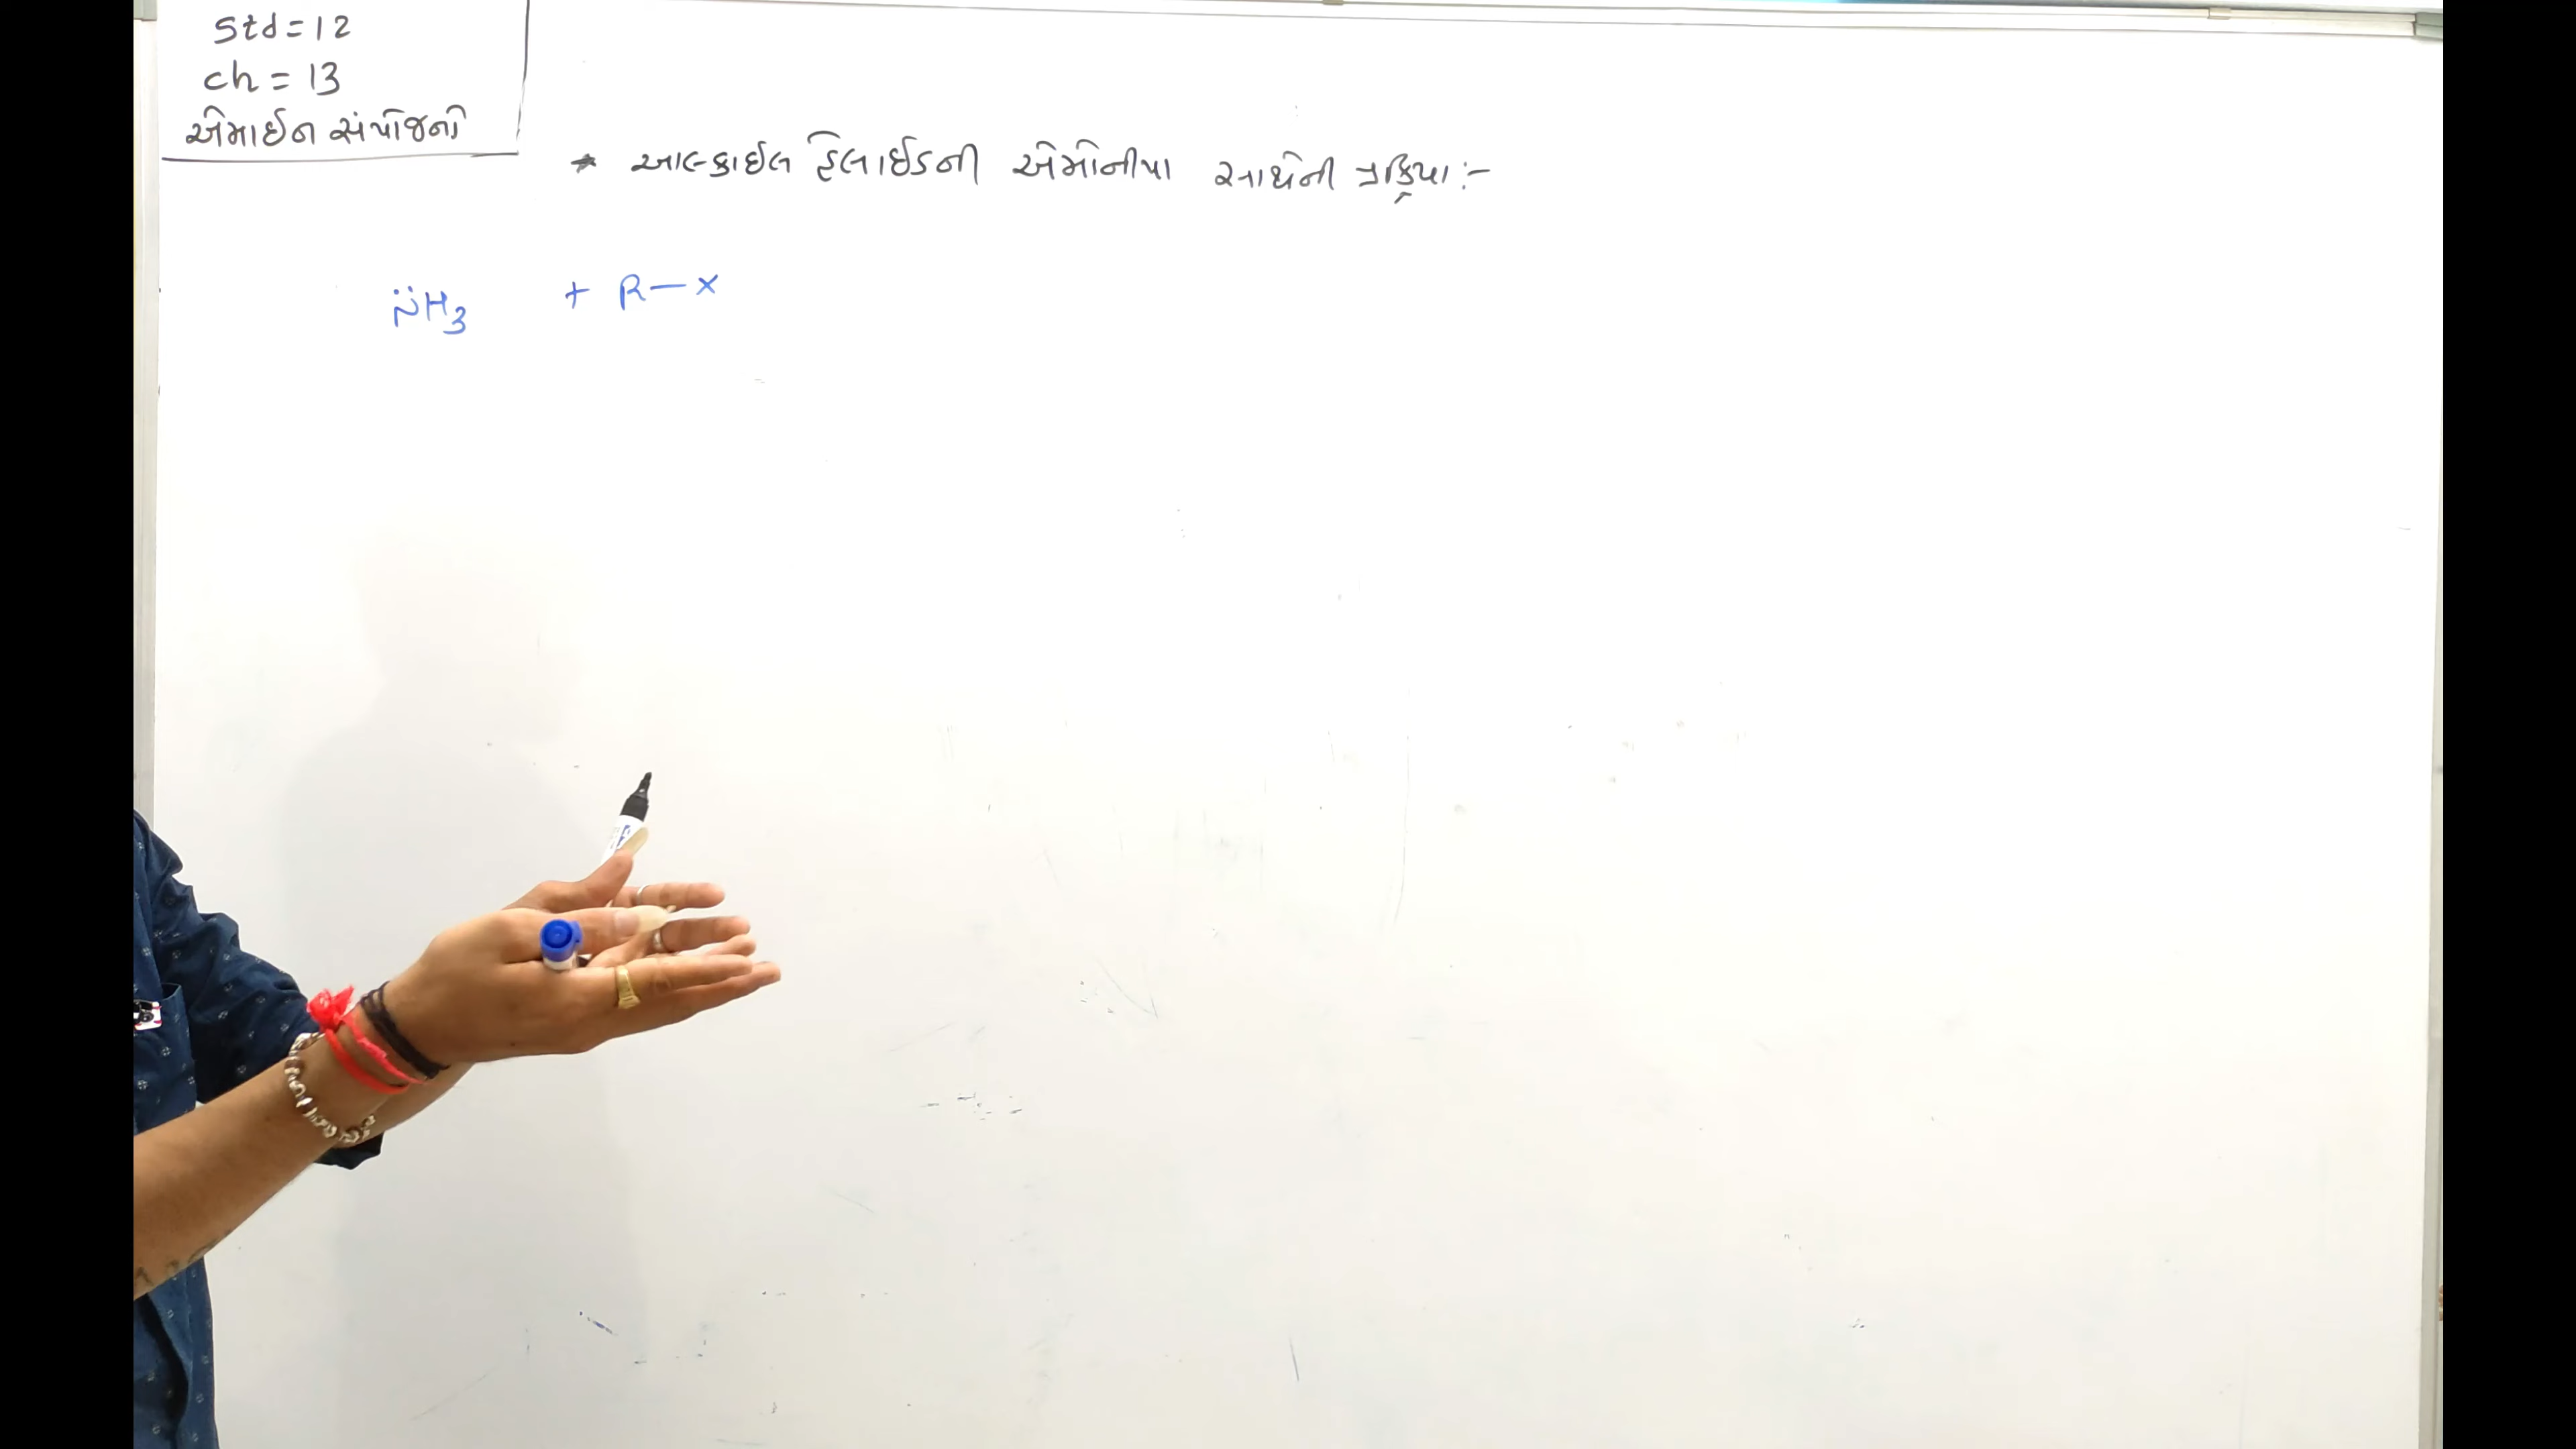 Std = 12
ch = 13
એમાઈન સંયોજનો
* આલ્કાઈલ હેલાઈડની એમોનીયા સાથેની પ્રક્રિયા :-
N̈H₃ + R — X